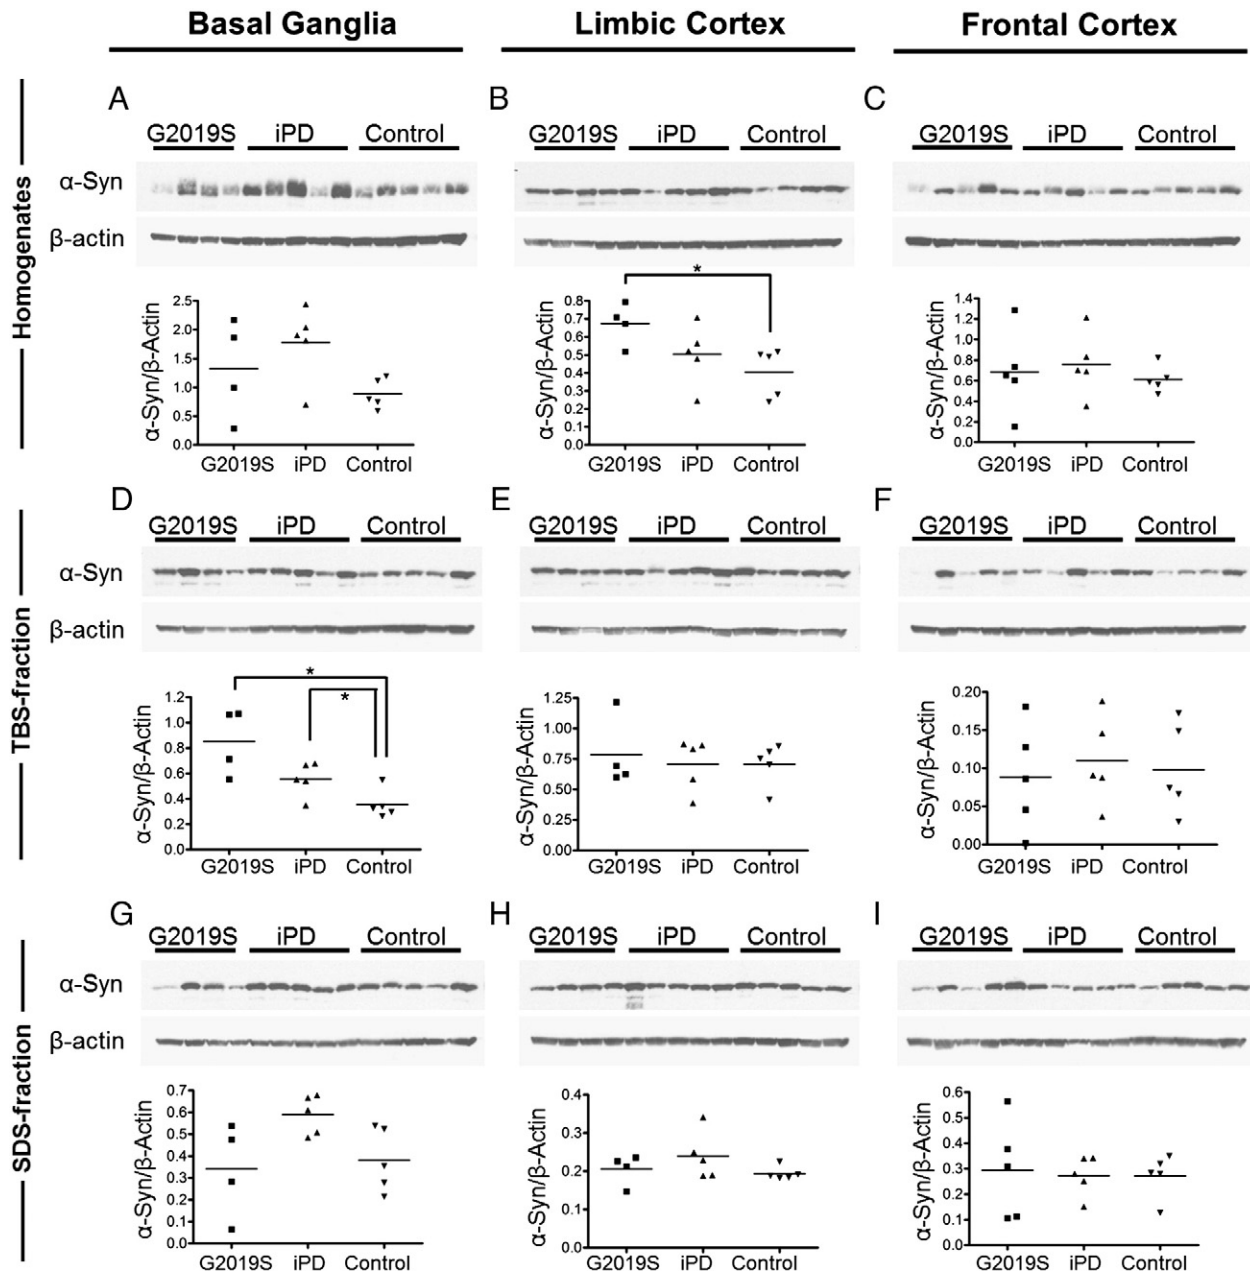 Basal Ganglia Limbic Cortex Frontal Cortex
Homogenates
A B C
G2019S iPD Control G2019S iPD Control G2019S iPD Control
α-Syn
β-actin
*
α-Syn/β-Actin
2.5
2.0
1.5
1.0
0.5
0.0
G2019S iPD Control
α-Syn/β-Actin
0.8
0.7
0.6
0.5
0.4
0.3
0.2
0.1
0.0
G2019S iPD Control
α-Syn/β-Actin
1.4
1.2
1.0
0.8
0.6
0.4
0.2
0.0
G2019S iPD Control
TBS-fraction
D E F
G2019S iPD Control G2019S iPD Control G2019S iPD Control
α-Syn
β-actin
*
*
α-Syn/β-Actin
1.2
1.0
0.8
0.6
0.4
0.2
0.0
G2019S iPD Control
α-Syn/β-Actin
1.25
1.00
0.75
0.50
0.25
0.00
G2019S iPD Control
α-Syn/β-Actin
0.20
0.15
0.10
0.05
0.00
G2019S iPD Control
SDS-fraction
G H I
G2019S iPD Control G2019S iPD Control G2019S iPD Control
α-Syn
β-actin
α-Syn/β-Actin
0.7
0.6
0.5
0.4
0.3
0.2
0.1
0.0
G2019S iPD Control
α-Syn/β-Actin
0.4
0.3
0.2
0.1
0.0
G2019S iPD Control
α-Syn/β-Actin
0.6
0.5
0.4
0.3
0.2
0.1
0.0
G2019S iPD Control